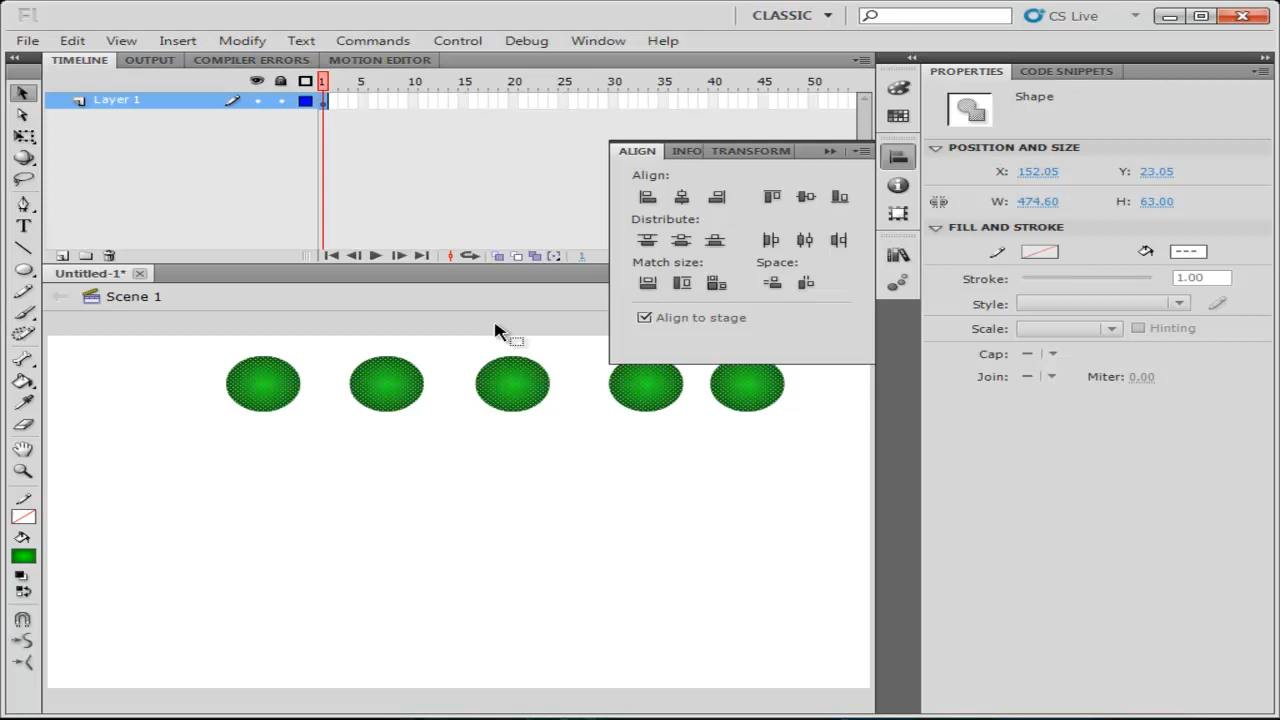 Fl
CLASSIC
CS Live
File Edit View Insert Modify Text Commands Control Debug Window Help
TIMELINE OUTPUT COMPILER ERRORS MOTION EDITOR
PROPERTIES CODE SNIPPETS
1 5 10 15 20 25 30 35 40 45 50
Layer 1
Shape
ALIGN INFO TRANSFORM
POSITION AND SIZE
Align:
X: 152.05 Y: 23.05
W: 474.60 H: 63.00
Distribute:
FILL AND STROKE
1
Match size: Space:
Untitled-1*
Stroke: 1.00
Scene 1
Style:
Align to stage
Scale: Hinting
Cap:
Join: Miter: 0.00
T